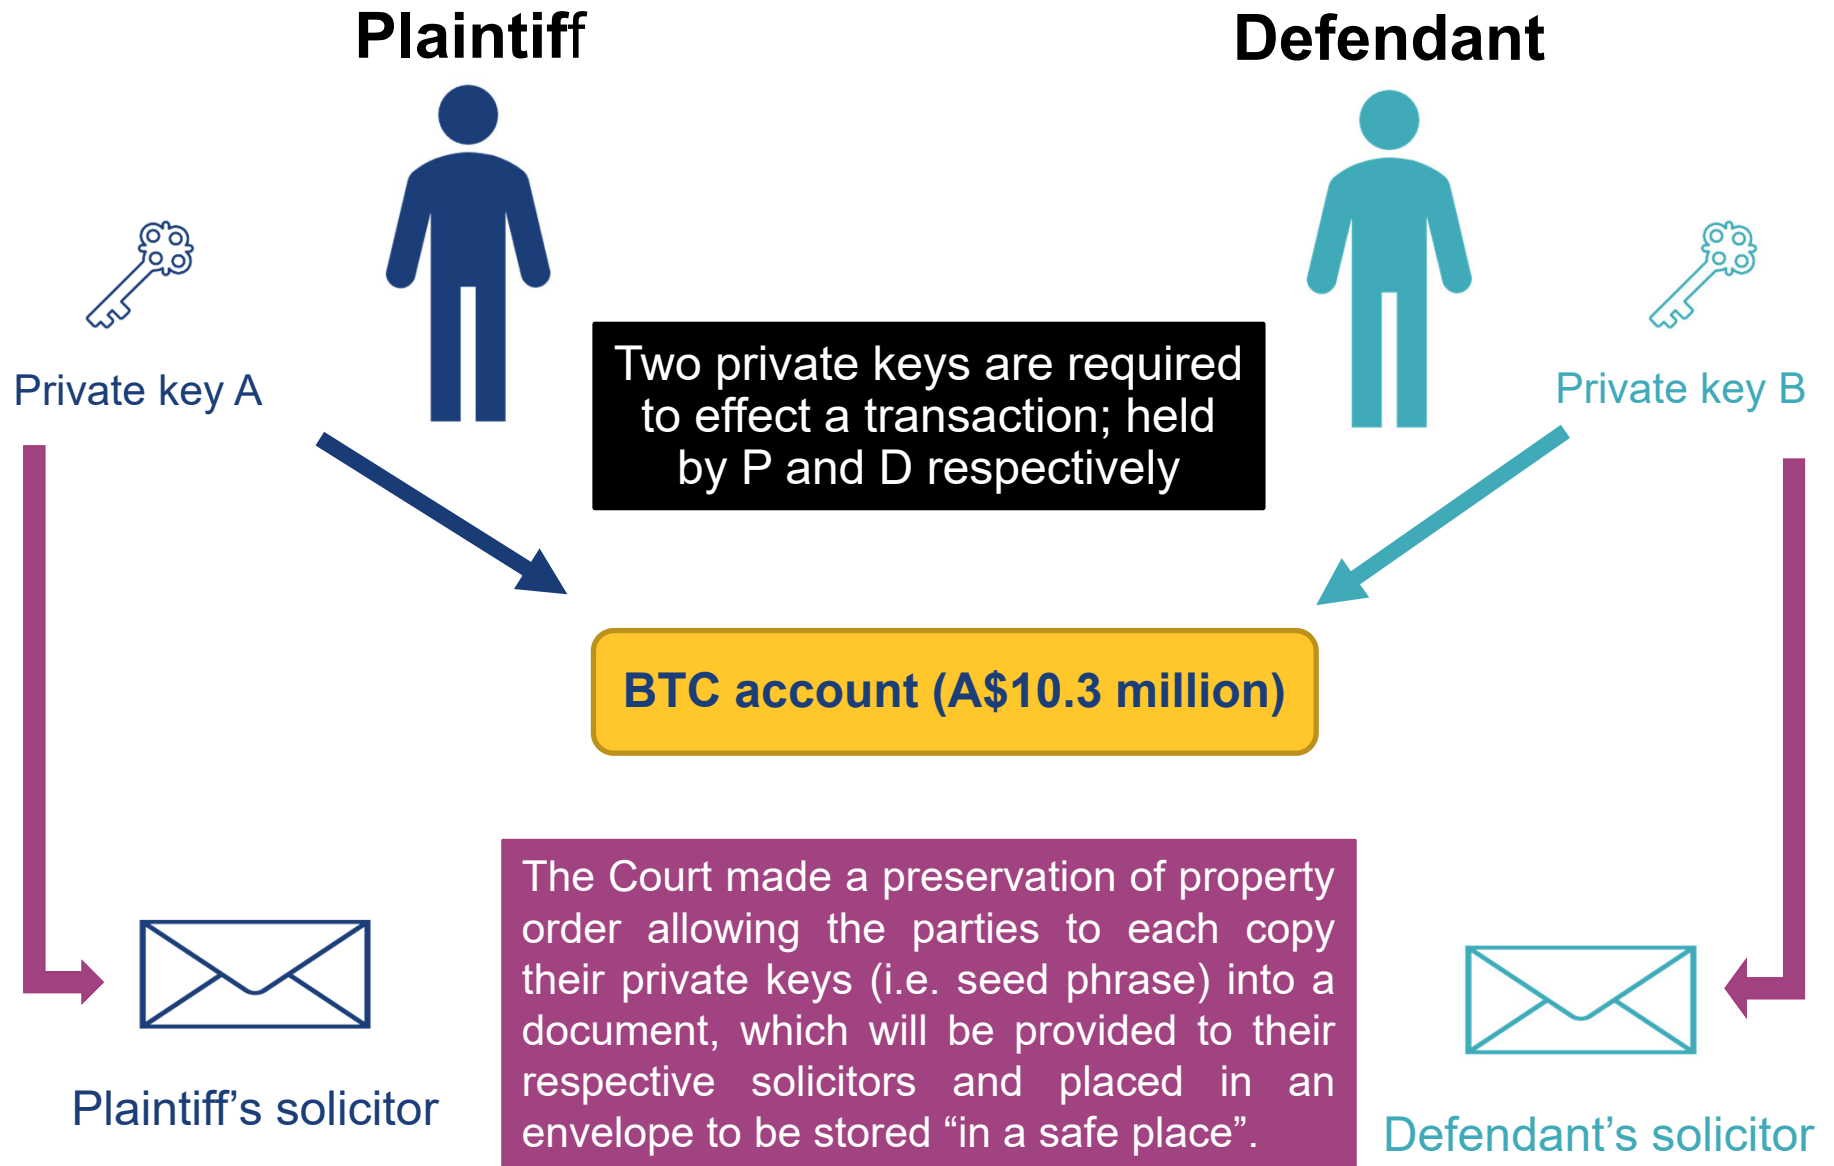 Plaintiff
Defendant
Private key A
Two private keys are required
to effect a transaction; held
by P and D respectively
Private key B
BTC account (A$10.3 million)
The Court made a preservation of property
order allowing the parties to each copy
their private keys (i.e. seed phrase) into a
document, which will be provided to their
respective solicitors and placed in an
envelope to be stored “in a safe place”.
Plaintiff’s solicitor
Defendant’s solicitor